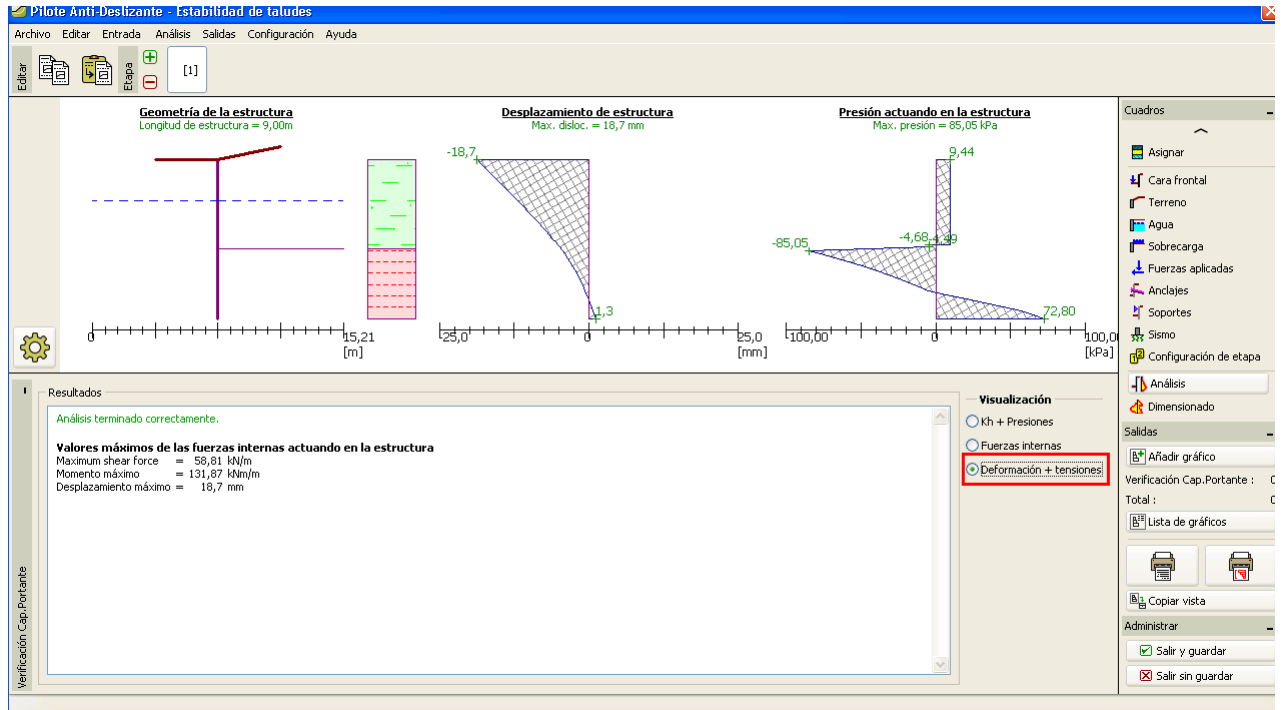 Pilote Anti-Deslizante - Estabilidad de taludes
Archivo Editar Entrada Análisis Salidas Configuración Ayuda
Editar
Etapa
[1]
Geometría de la estructura
Longitud de estructura = 9,00m
0
15,21
[m]
Desplazamiento de estructura
Max. disloc. = 18,7 mm
-18,7
1,3
-25,0
0
25,0
[mm]
Presión actuando en la estructura
Max. presión = 85,05 kPa
9,44
-4,68
-85,05
72,80
-100,00
0
100,0
[kPa]
Cuadros
Asignar
Cara frontal
Terreno
Agua
Sobrecarga
Fuerzas aplicadas
Anclajes
Soportes
Sismo
Configuración de etapa
Análisis
Dimensionado
Salidas
Añadir gráfico
Verificación Cap.Portante : 0
Total : 0
Lista de gráficos
Copiar vista
Administrar
Salir y guardar
Salir sin guardar
Verificación Cap.Portante
Resultados
Análisis terminado correctamente.
Valores máximos de las fuerzas internas actuando en la estructura
Maximum shear force = 58,81 kN/m
Momento máximo = 131,87 kNm/m
Desplazamiento máximo = 18,7 mm
Visualización
Kh + Presiones
Fuerzas internas
Deformación + tensiones